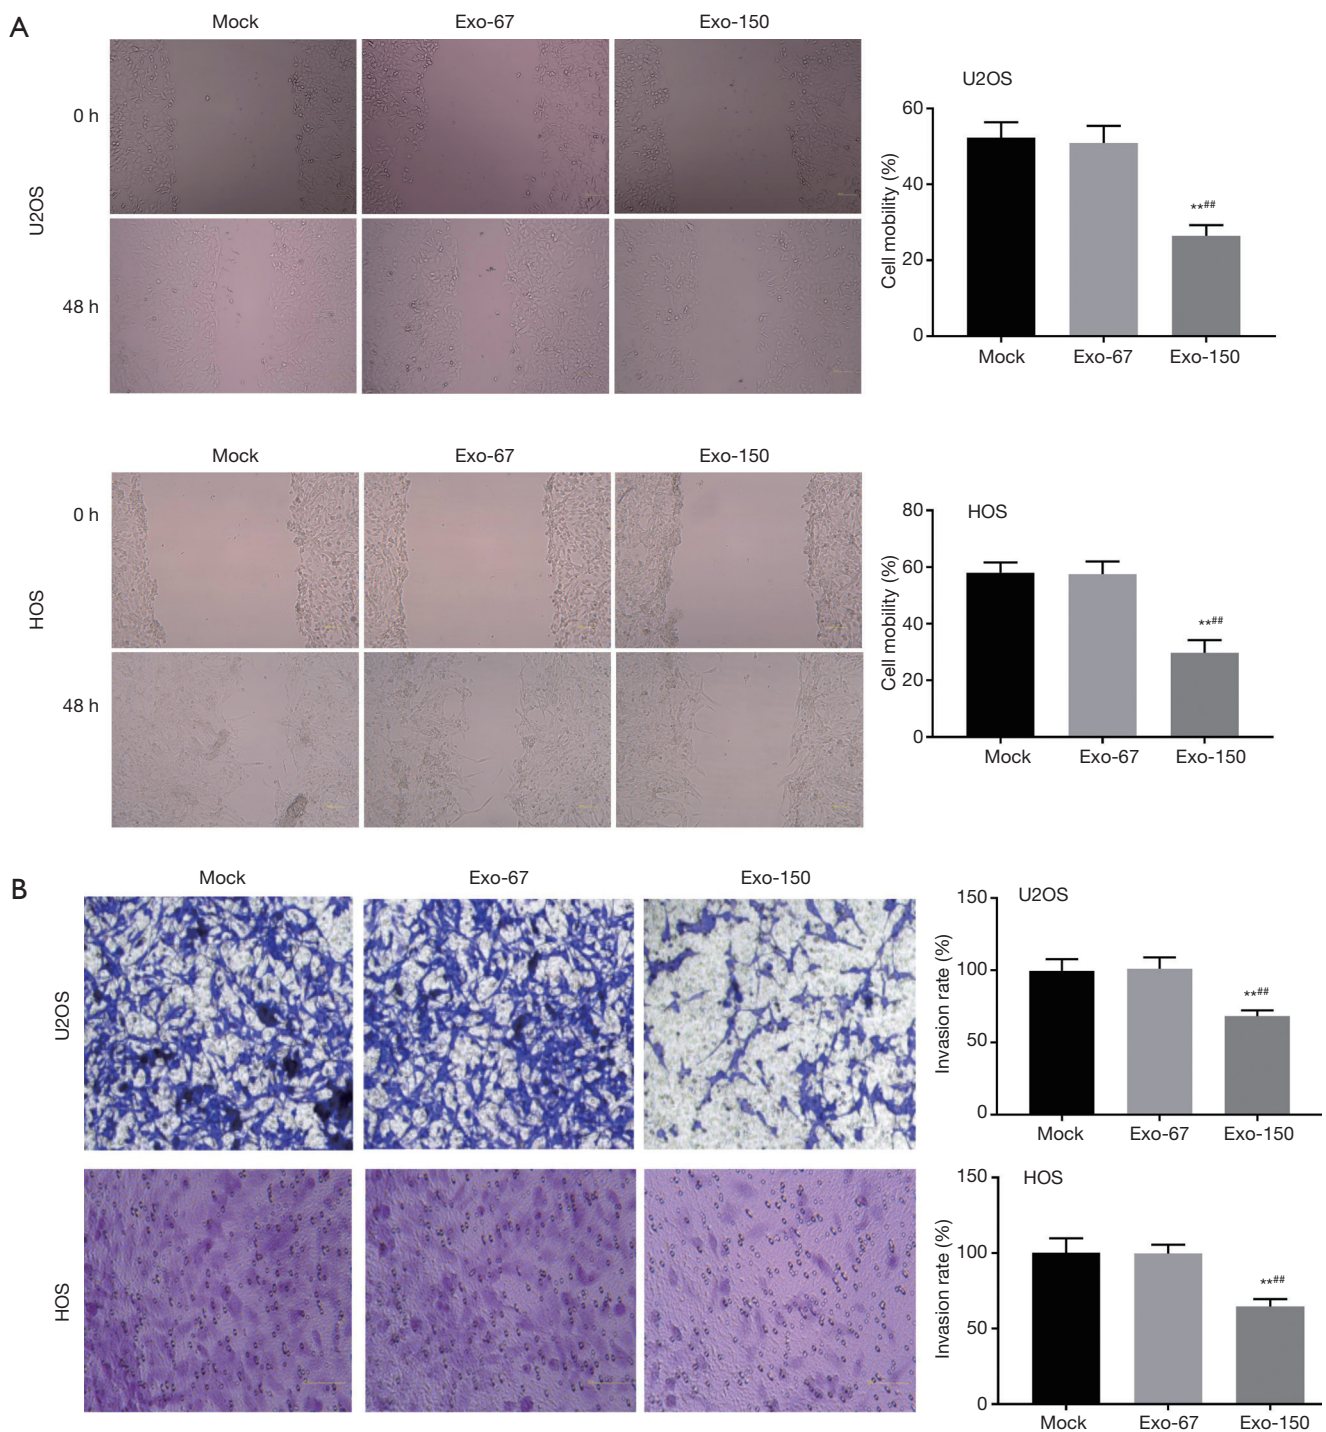 A
Mock Exo-67 Exo-150
0 h
48 h
U2OS
U2OS
Cell mobility (%)
60
40
20
0
**##
Mock Exo-67 Exo-150
Mock Exo-67 Exo-150
0 h
48 h
HOS
HOS
Cell mobility (%)
80
60
40
20
0
**##
Mock Exo-67 Exo-150
B
Mock Exo-67 Exo-150
U2OS
U2OS
Invasion rate (%)
150
100
50
0
**##
Mock Exo-67 Exo-150
HOS
HOS
Invasion rate (%)
150
100
50
0
**##
Mock Exo-67 Exo-150